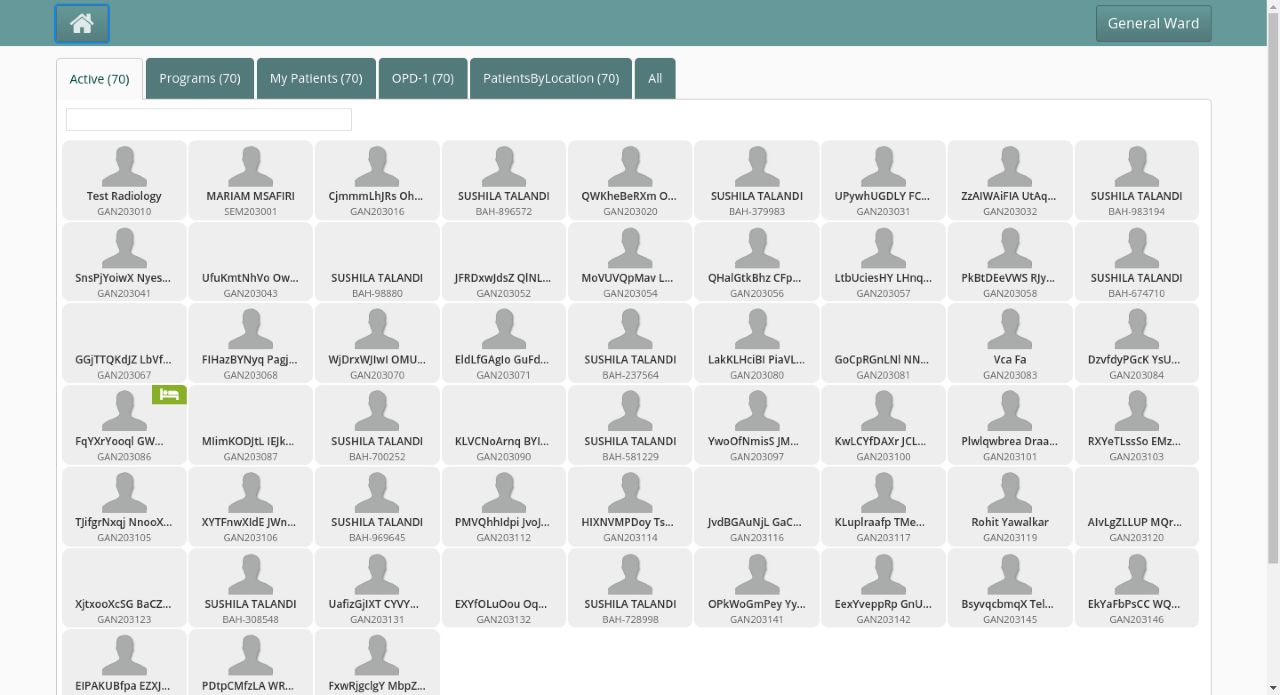 General Ward
Active (70)
Programs (70)
My Patients (70)
OPD-1 (70)
PatientsByLocation (70)
All
Test Radiology
GAN203010
MARIAM MSAFIRI
SEM203001
CjmmmLhJRs Oh...
GAN203016
SUSHILA TALANDI
BAH-896572
QWKheBeRXm O...
GAN203020
SUSHILA TALANDI
BAH-379983
UPywhUGDLY FC...
GAN203031
ZzAIWAiFIA UtAq...
GAN203032
SUSHILA TALANDI
BAH-983194
SnsPjYoiwX Nyes...
GAN203041
UfuKmtNhVo Ow...
GAN203043
SUSHILA TALANDI
BAH-98880
JFRDxwJdsZ QlNL...
GAN203052
MoVUVQpMav L...
GAN203054
QHalGtkBhz CFp...
GAN203056
LtbUciesHY LHnq...
GAN203057
PkBtDEeVWS RJy...
GAN203058
SUSHILA TALANDI
BAH-674710
GGjTTQKdJZ LbVf...
GAN203067
FIHazBYNyq Pagj...
GAN203068
WjDrxWJIwI OMU...
GAN203070
EldLfGAgIo GuFd...
GAN203071
SUSHILA TALANDI
BAH-237564
LakKLHciBI PiaVL...
GAN203080
GoCpRGnLNl NN...
GAN203081
Vca Fa
GAN203083
DzvfdyPGcK YsU...
GAN203084
FqYXrYooql GW...
GAN203086
MIimKODJtL IEJk...
GAN203087
SUSHILA TALANDI
BAH-700252
KLVCNoArnq BYI...
GAN203090
SUSHILA TALANDI
BAH-581229
YwoOfNmisS JM...
GAN203097
KwLCYfDAXr JCL...
GAN203100
Plwlqwbrea Draa...
GAN203101
RXYeTLssSo EMz...
GAN203103
TJifgrNxqj NnooX...
GAN203105
XYTFnwXIdE JWn...
GAN203106
SUSHILA TALANDI
BAH-969645
PMVQhhIdpi JvoJ...
GAN203112
HIXNVMPDoy Ts...
GAN203114
JvdBGAuNjL GaC...
GAN203116
KLuplraafp TMe...
GAN203117
Rohit Yawalkar
GAN203119
AIvLgZLLUP MQr...
GAN203120
XjtxooXcSG BaCZ...
GAN203123
SUSHILA TALANDI
BAH-308548
UafizGjIXT CYVY...
GAN203131
EXYfOLuOou Oq...
GAN203132
SUSHILA TALANDI
BAH-728998
OPkWoGmPey Yy...
GAN203141
EexYveppRp GnU...
GAN203142
BsyvqcbmqX Tel...
GAN203145
EkYaFbPsCC WQ...
GAN203146
EIPAKUBfpa EZXJ...
PDtpCMfzLA WR...
FxwRjgclgY MbpZ...